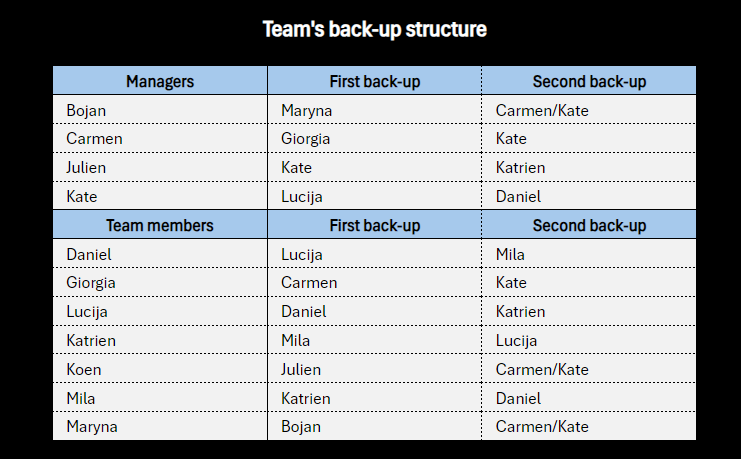 Team's back-up structure
Managers First back-up Second back-up
Bojan Maryna Carmen/Kate
Carmen Giorgia Kate
Julien Kate Katrien
Kate Lucija Daniel
Team members First back-up Second back-up
Daniel Lucija Mila
Giorgia Carmen Kate
Lucija Daniel Katrien
Katrien Mila Lucija
Koen Julien Carmen/Kate
Mila Katrien Daniel
Maryna Bojan Carmen/Kate